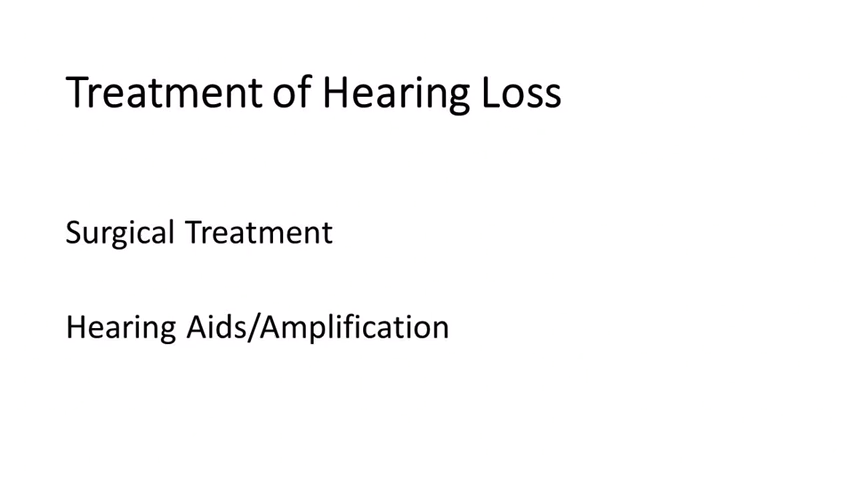 Treatment of Hearing Loss
Surgical Treatment
Hearing Aids/Amplification